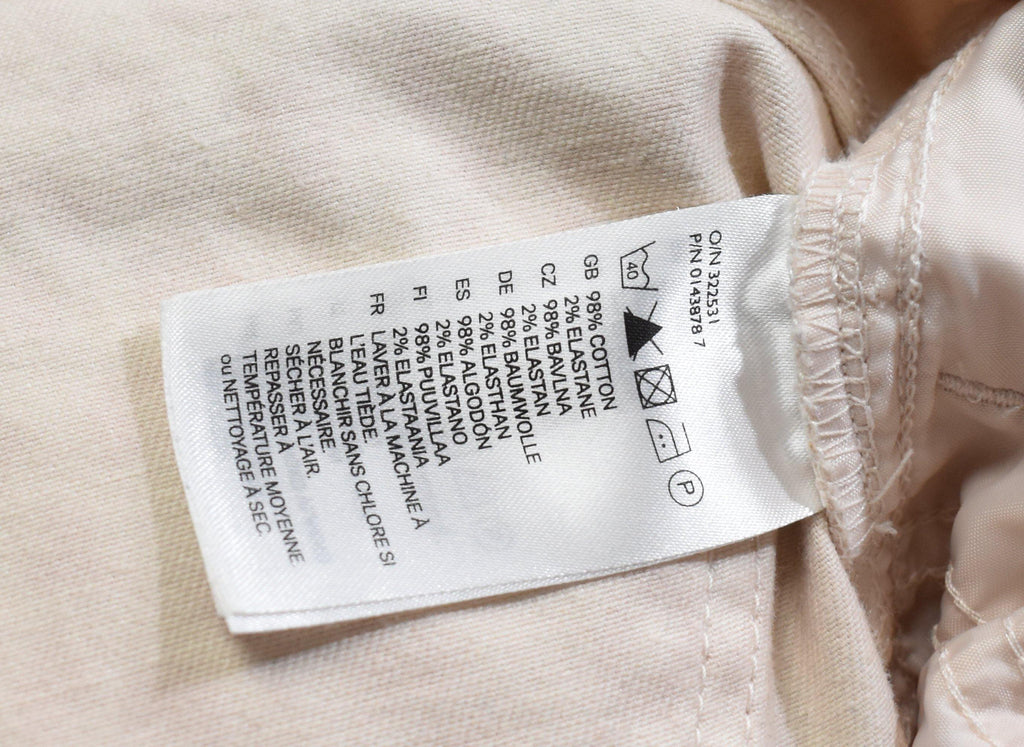 O/N 322531
P/N 0143878 7
40
P
GB 98% COTTON
2% ELASTANE
CZ 98% BAVLNA
2% ELASTAN
DE 98% BAUMWOLLE
2% ELASTHAN
ES 98% ALGODÓN
2% ELASTANO
FI 98% PUUVILLAA
2% ELASTAANIA
FR LAVER À LA MACHINE À
L'EAU TIÈDE.
BLANCHIR SANS CHLORE SI
NÉCESSAIRE.
SÉCHER À L'AIR.
REPASSER À
TEMPÉRATURE MOYENNE
OU NETTOYAGE À SEC.